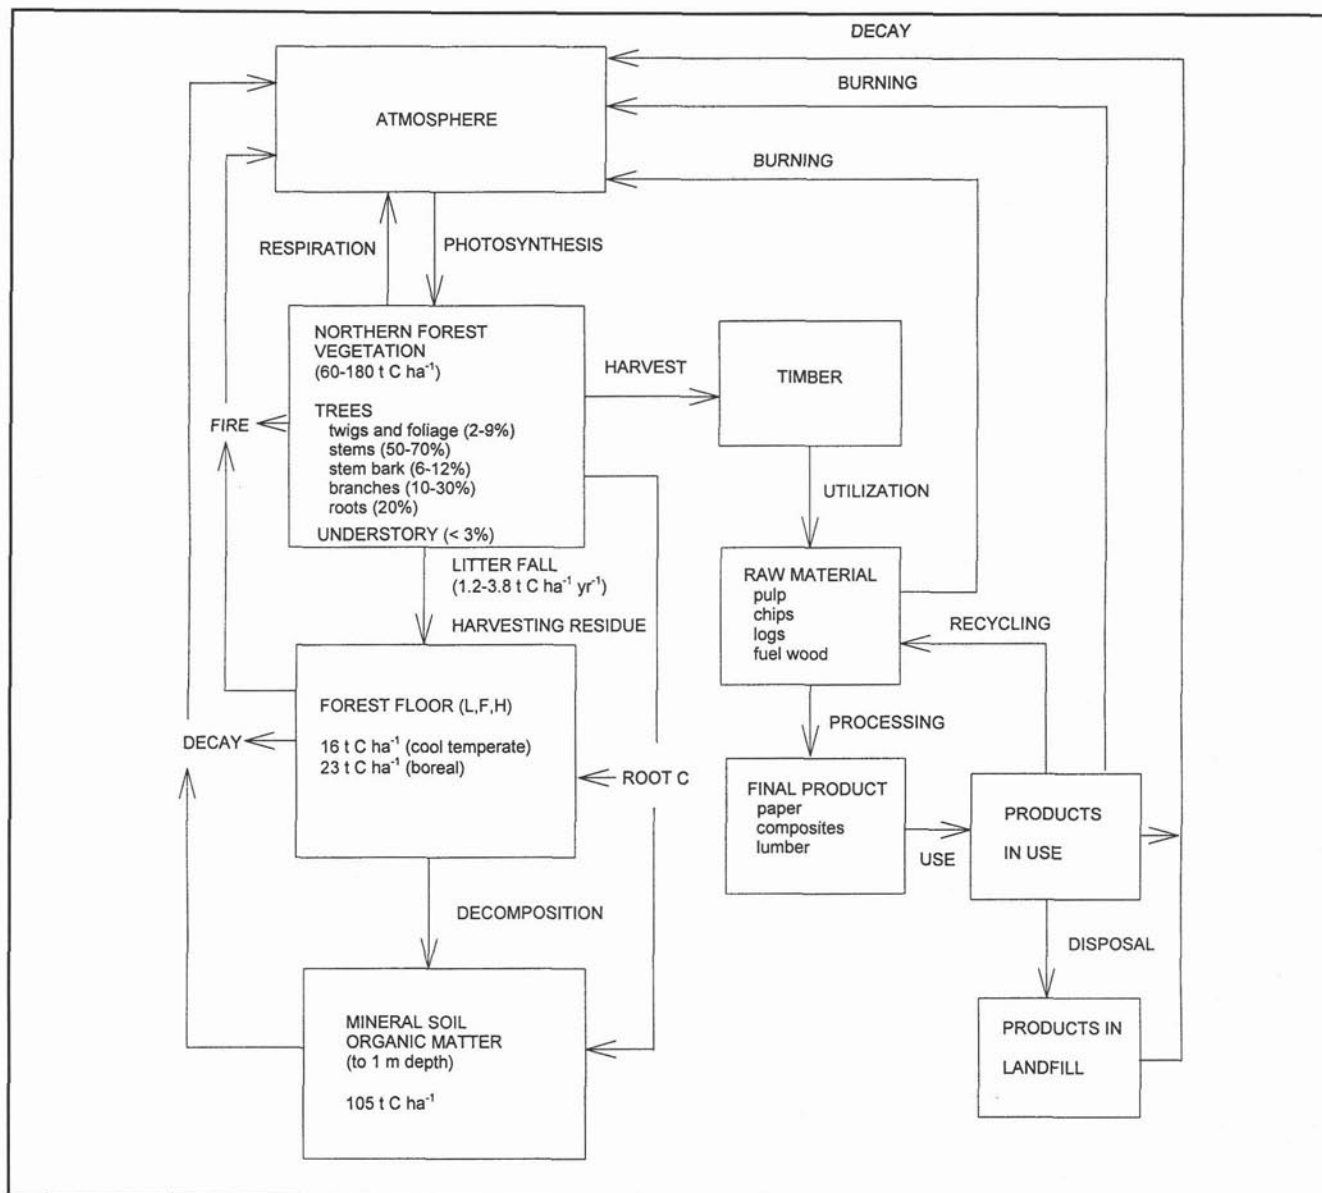 DECAY
BURNING
ATMOSPHERE
BURNING
RESPIRATION
PHOTOSYNTHESIS
NORTHERN FOREST
VEGETATION
(60-180 t C ha⁻¹)
TREES
twigs and foliage (2-9%)
stems (50-70%)
stem bark (6-12%)
branches (10-30%)
roots (20%)
UNDERSTORY (< 3%)
HARVEST
TIMBER
FIRE
UTILIZATION
LITTER FALL
(1.2-3.8 t C ha⁻¹ yr⁻¹)
HARVESTING RESIDUE
RAW MATERIAL
pulp
chips
logs
fuel wood
RECYCLING
FOREST FLOOR (L,F,H)
16 t C ha⁻¹ (cool temperate)
23 t C ha⁻¹ (boreal)
DECAY
ROOT C
PROCESSING
FINAL PRODUCT
paper
composites
lumber
USE
PRODUCTS
IN USE
DECOMPOSITION
DISPOSAL
MINERAL SOIL
ORGANIC MATTER
(to 1 m depth)
105 t C ha⁻¹
PRODUCTS IN
LANDFILL